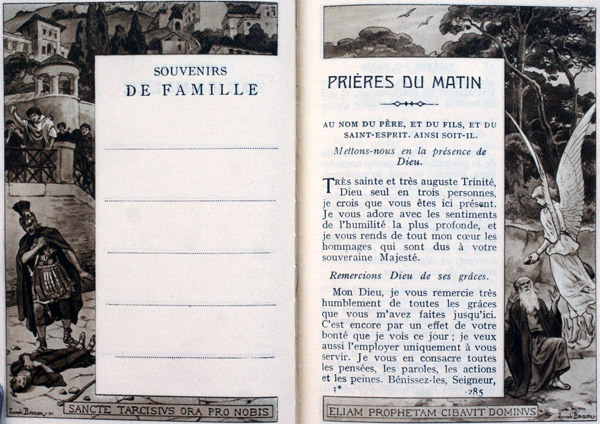 SOUVENIRS
DE FAMILLE
SANCTE TARCISIVS ORA PRO NOBIS
PRIÈRES DU MATIN
AU NOM DU PÈRE, ET DU FILS, ET DU
SAINT-ESPRIT. AINSI SOIT-IL.
Mettons-nous en la présence de
Dieu.
TRÈS sainte et très auguste Trinité,
Dieu seul en trois personnes,
je crois que vous êtes ici présent.
Je vous adore avec les sentiments
de l'humilité la plus profonde, et
je vous rends de tout mon cœur les
hommages qui sont dus à votre
souveraine Majesté.
Remercions Dieu de ses grâces.
Mon Dieu, je vous remercie très
humblement de toutes les grâces
que vous m'avez faites jusqu'ici.
C'est encore par un effet de votre
bonté que je vois ce jour ; je veux
aussi l'employer uniquement à vous
servir. Je vous en consacre toutes
les pensées, les paroles, les actions
et les peines. Bénissez-les, Seigneur,
1* 285
ELIAM PROPHETAM CIBAVIT DOMINVS